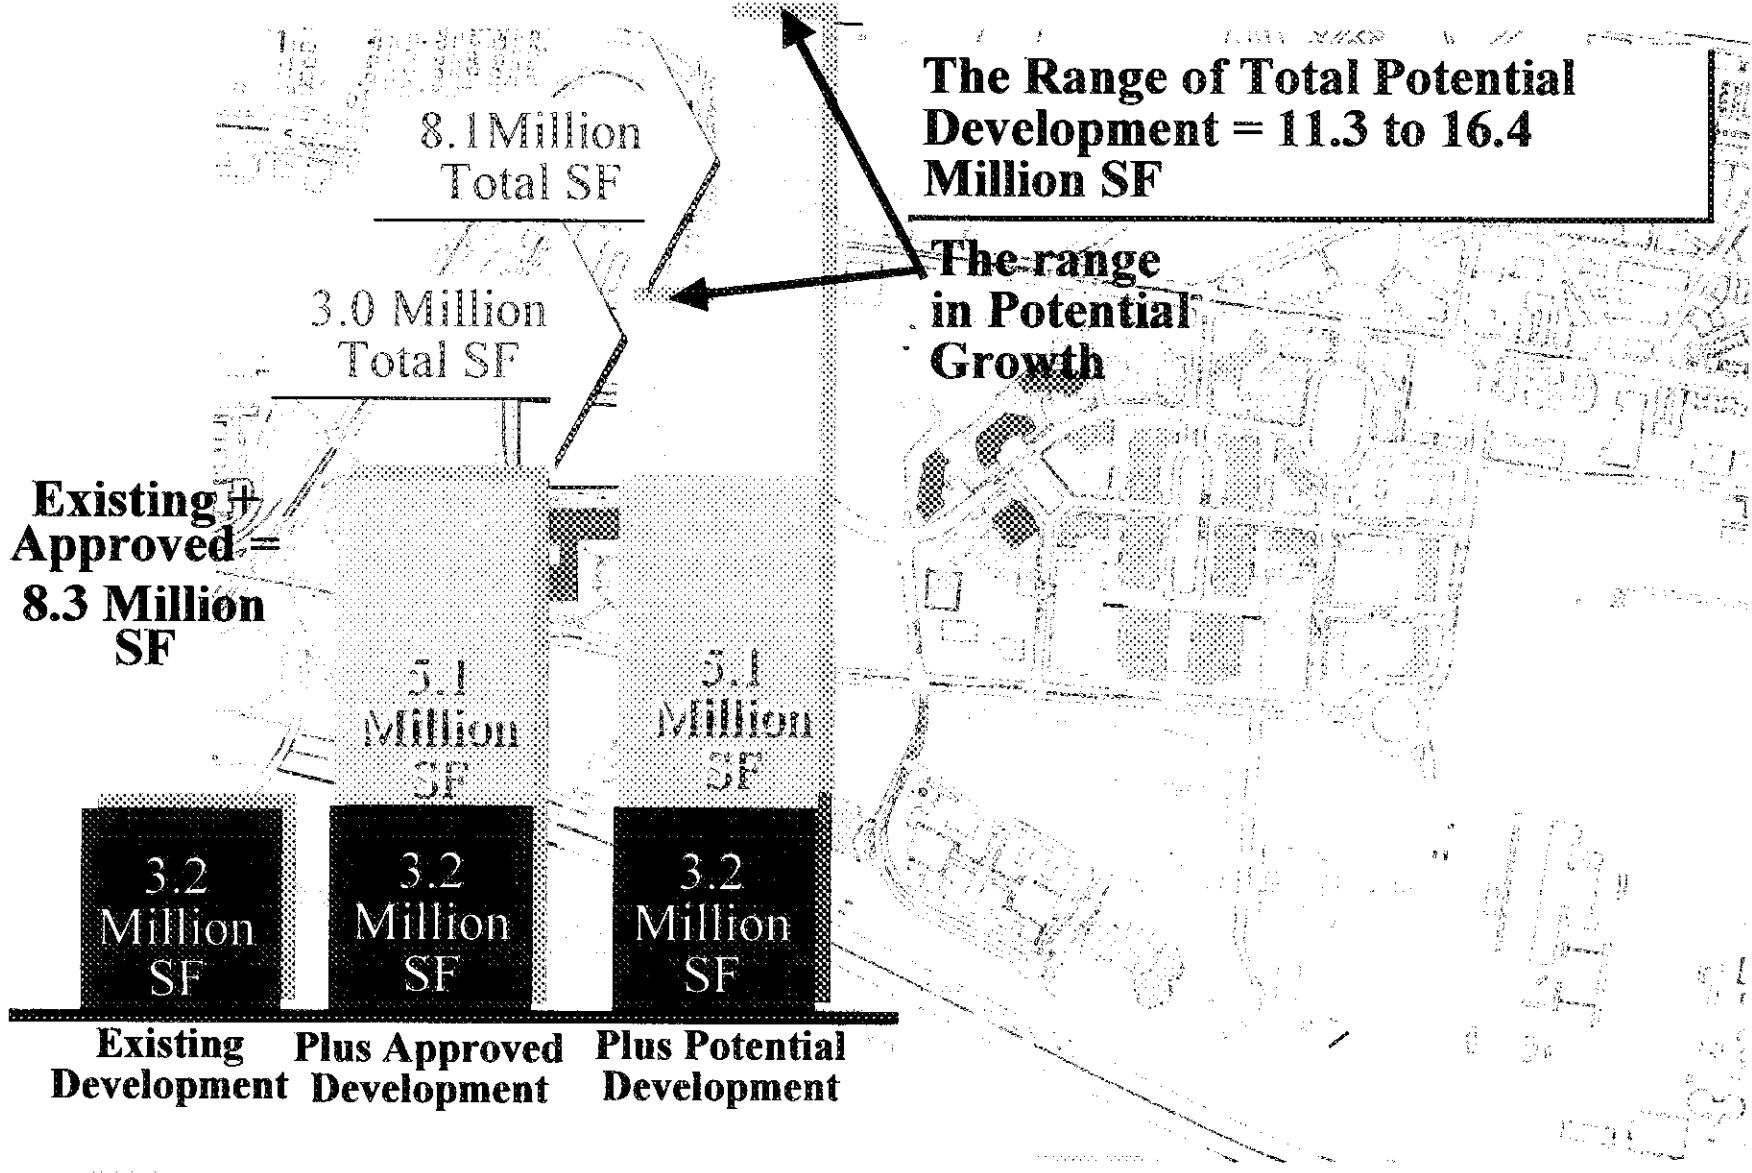 The Range of Total Potential
Development = 11.3 to 16.4
Million SF
8.1 Million
Total SF
The range
in Potential
Growth
3.0 Million
Total SF
Existing +
Approved =
8.3 Million
SF
5.1
Million
SF
5.1
Million
SF
3.2
Million
SF
3.2
Million
SF
3.2
Million
SF
Existing
Development
Plus Approved
Development
Plus Potential
Development